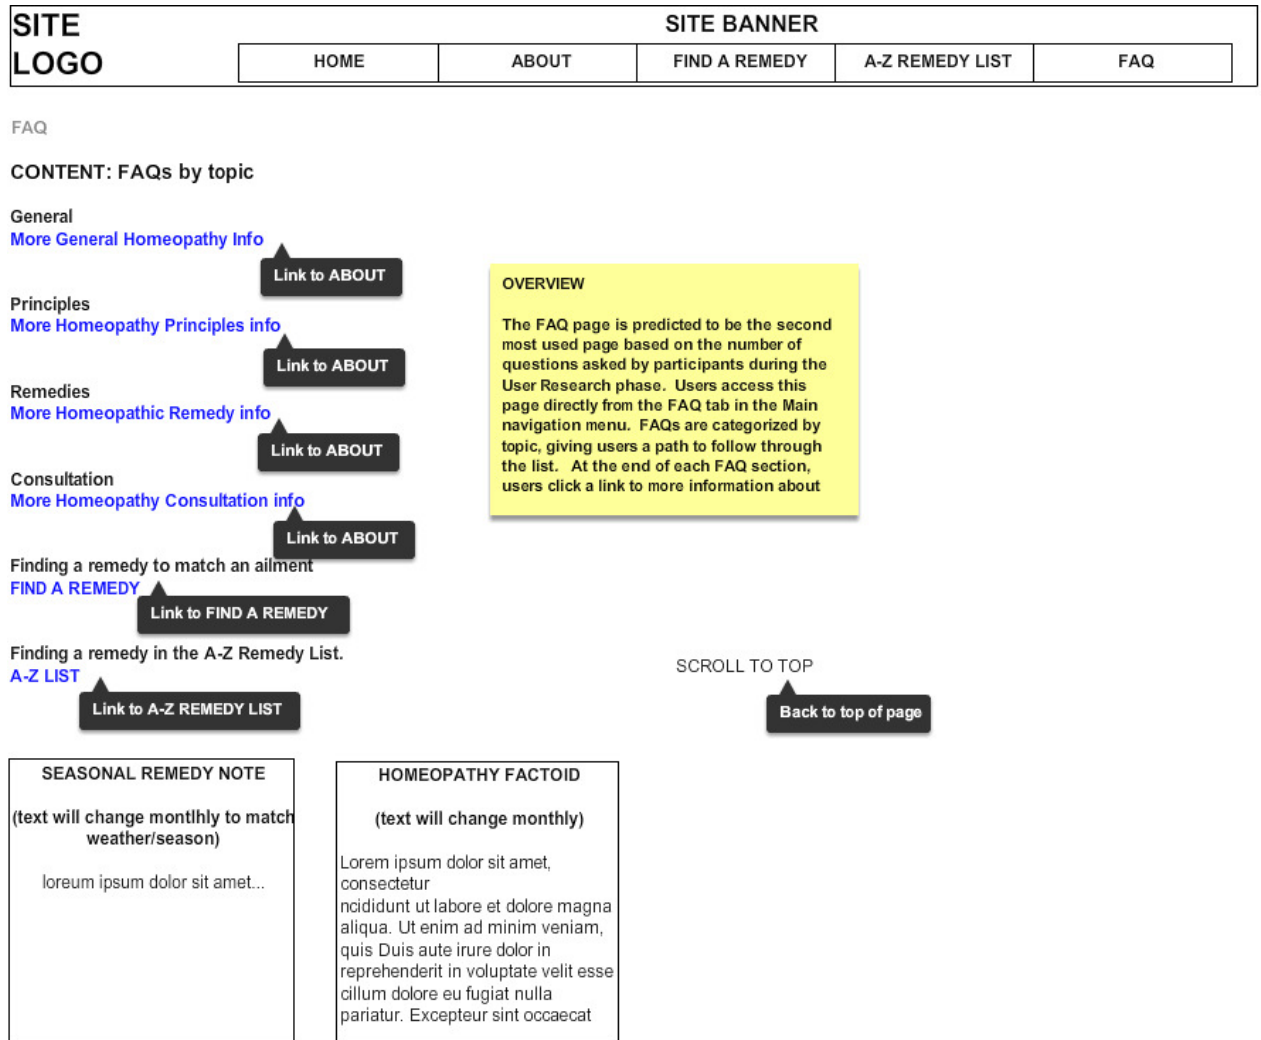 SITE
LOGO
SITE BANNER
HOME
ABOUT
FIND A REMEDY
A-Z REMEDY LIST
FAQ
FAQ
CONTENT: FAQs by topic
General
More General Homeopathy Info
Link to ABOUT
Principles
More Homeopathy Principles info
Link to ABOUT
Remedies
More Homeopathic Remedy info
Link to ABOUT
Consultation
More Homeopathy Consultation info
Link to ABOUT
Finding a remedy to match an ailment
FIND A REMEDY
Link to FIND A REMEDY
Finding a remedy in the A-Z Remedy List.
A-Z LIST
Link to A-Z REMEDY LIST
OVERVIEW
The FAQ page is predicted to be the second
most used page based on the number of
questions asked by participants during the
User Research phase.  Users access this
page directly from the FAQ tab in the Main
navigation menu.  FAQs are categorized by
topic, giving users a path to follow through
the list.   At the end of each FAQ section,
users click a link to more information about
SCROLL TO TOP
Back to top of page
SEASONAL REMEDY NOTE
(text will change montlhly to match
weather/season)
loreum ipsum dolor sit amet...
HOMEOPATHY FACTOID
(text will change monthly)
Lorem ipsum dolor sit amet,
consectetur
ncididunt ut labore et dolore magna
aliqua. Ut enim ad minim veniam,
quis Duis aute irure dolor in
reprehenderit in voluptate velit esse
cillum dolore eu fugiat nulla
pariatur. Excepteur sint occaecat